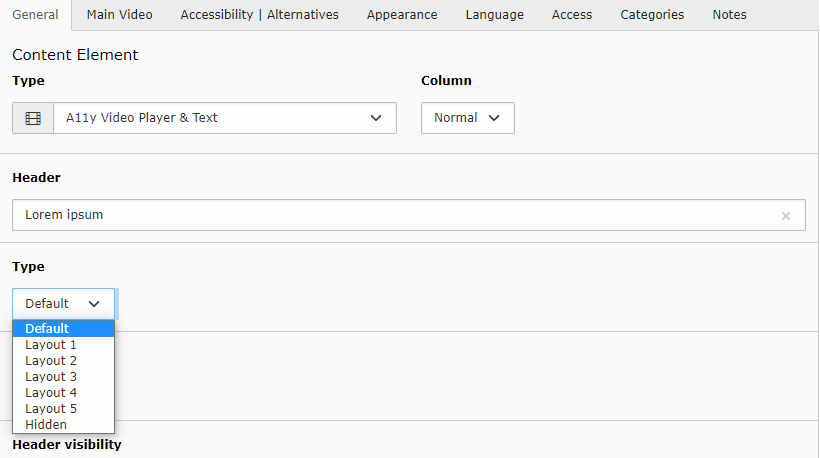 General Main Video Accessibility | Alternatives Appearance Language Access Categories Notes
Content Element
Type Column
A11y Video Player & Text Normal
Header
Lorem ipsum
Type
Default
Default
Layout 1
Layout 2
Layout 3
Layout 4
Layout 5
Hidden
Header visibility